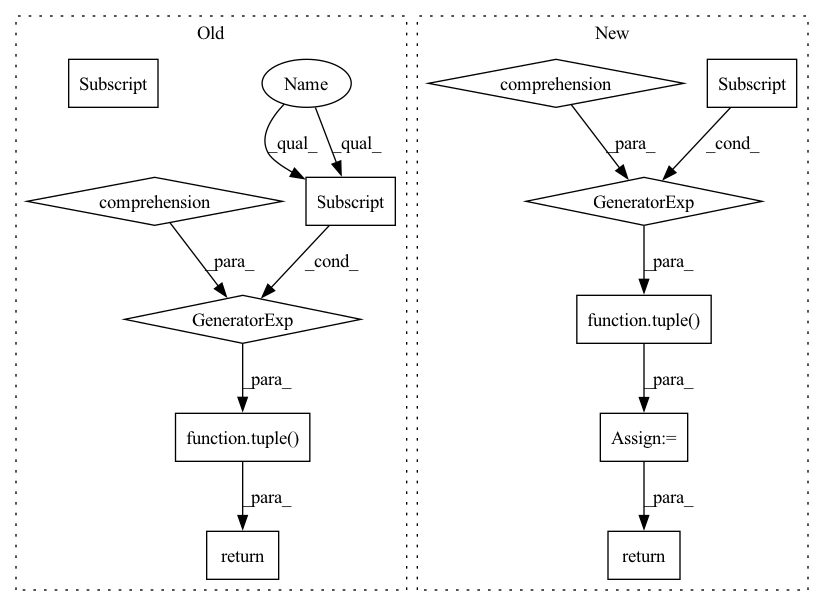 Old
New
Subscript
Name
comprehension
Subscript
_qual_
_qual_
_para_
_cond_
comprehension
Subscript
GeneratorExp
_para_
_cond_
GeneratorExp
_para_
function.tuple()
_para_
_para_
function.tuple()
Assign:=
_para_
_para_
return
return